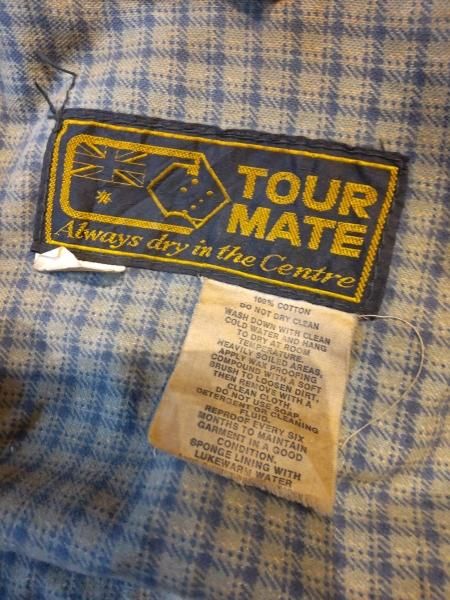 TOUR
MATE
Always dry in the Centre
100% COTTON
DO NOT DRY CLEAN
WASH DOWN WITH CLEAN
COLD WATER AND HANG
TO DRY AT ROOM
TEMPERATURE.
HEAVILY SOILED AREAS,
APPLY WAX PROOFING
COMPOUND WITH A SMALL
BRUSH TO LOOSEN DIRT,
THEN REMOVE WITH A
CLEAN CLOTH.
DO NOT USE SOAP,
DETERGENT OR CLEANING
FLUID.
REPROOF EVERY SIX
MONTHS TO MAINTAIN
GARMENT IN A GOOD
CONDITION.
SPONGE LINING WITH
LUKEWARM WATER